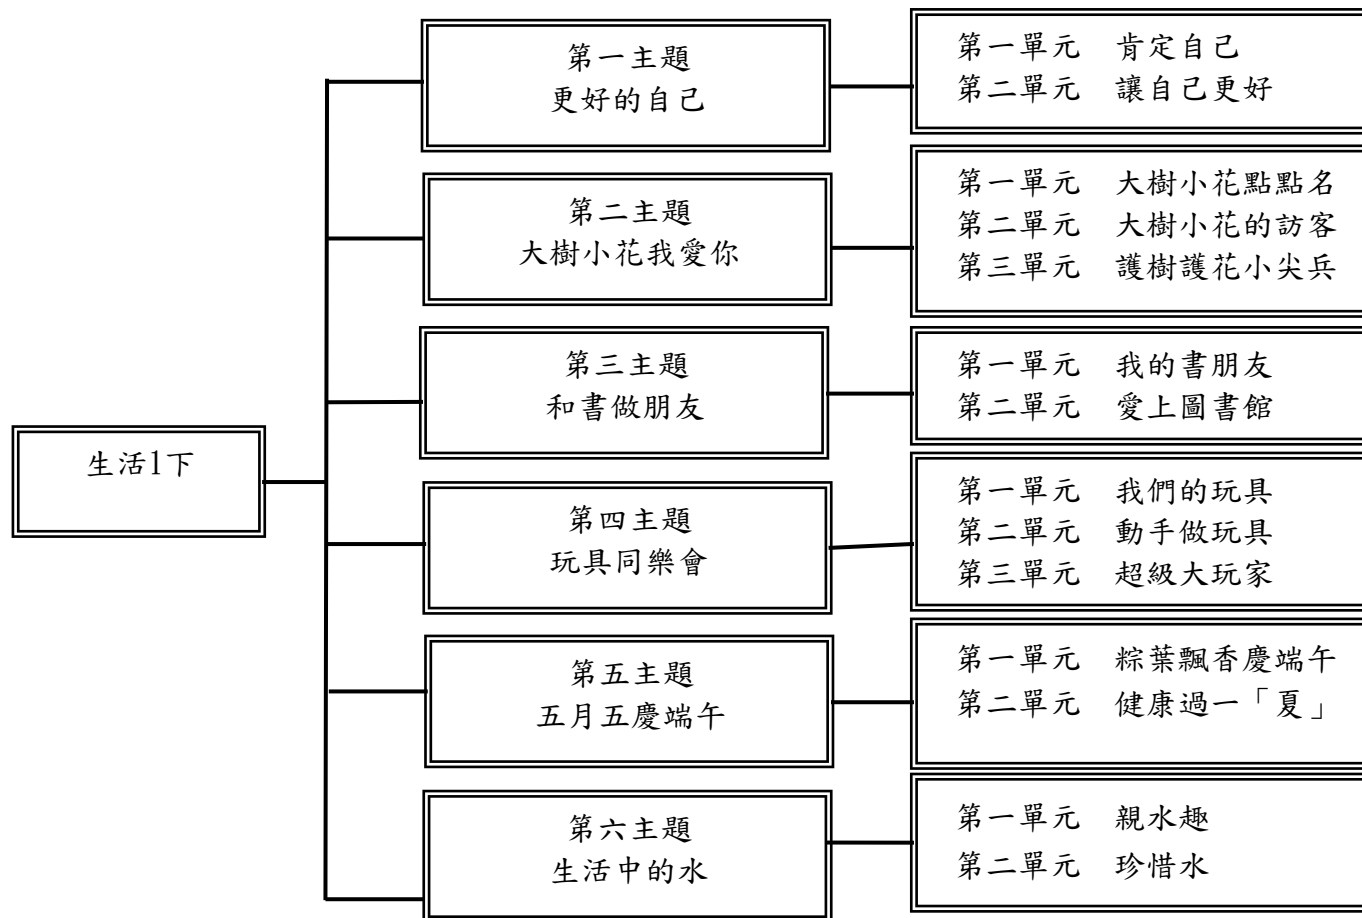 生活1下
第一主題
更好的自己
第一單元　肯定自己
第二單元　讓自己更好
第二主題
大樹小花我愛你
第一單元　大樹小花點點名
第二單元　大樹小花的訪客
第三單元　護樹護花小尖兵
第三主題
和書做朋友
第一單元　我的書朋友
第二單元　愛上圖書館
第四主題
玩具同樂會
第一單元　我們的玩具
第二單元　動手做玩具
第三單元　超級大玩家
第五主題
五月五慶端午
第一單元　粽葉飄香慶端午
第二單元　健康過一「夏」
第六主題
生活中的水
第一單元　親水趣
第二單元　珍惜水